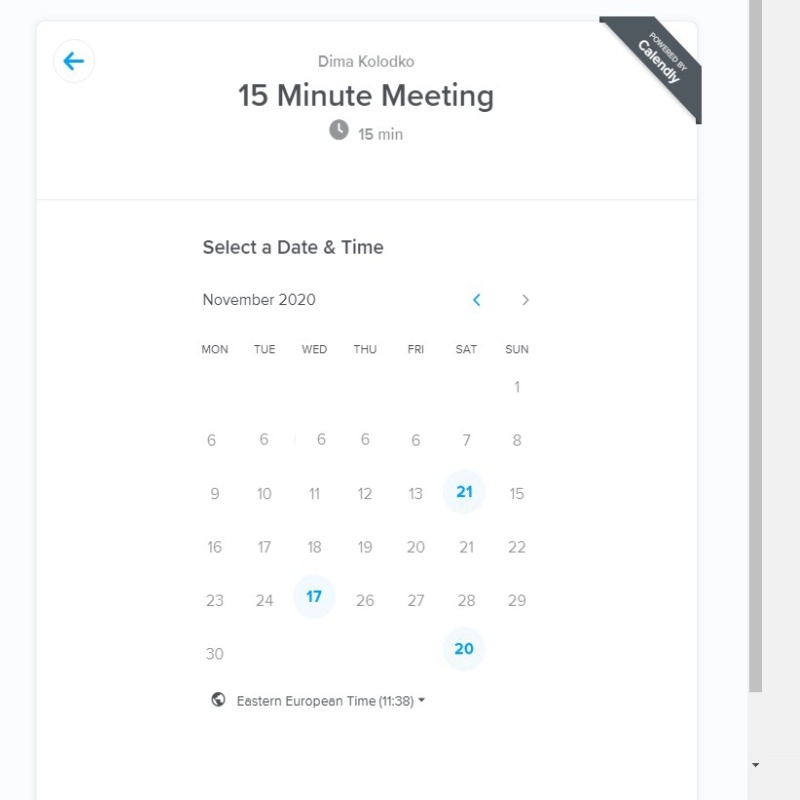 POWERED BY
Calendly
Dima Kolodko
15 Minute Meeting
15 min
Select a Date & Time
November 2020
MON TUE WED THU FRI SAT SUN
1
6 6 6 6 6 7 8
9 10 11 12 13 21 15
16 17 18 19 20 21 22
23 24 17 26 27 28 29
30 20
Eastern European Time (11:38)